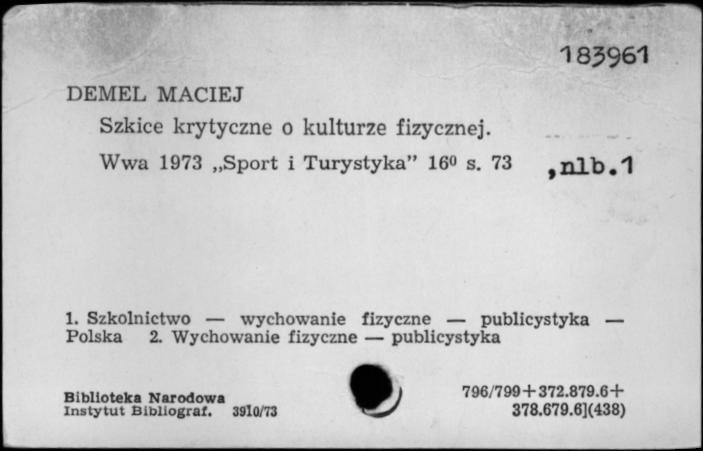 183961
DEMEL MACIEJ
Szkice krytyczne o kulturze fizycznej.
Wwa 1973 „Sport i Turystyka” 16⁰ s. 73 ,nlb.1
1. Szkolnictwo — wychowanie fizyczne — publicystyka —
Polska 2. Wychowanie fizyczne — publicystyka
Biblioteka Narodowa
Instytut Bibliograf. 3910/73
796/799+372.879.6+
378.679.6](438)